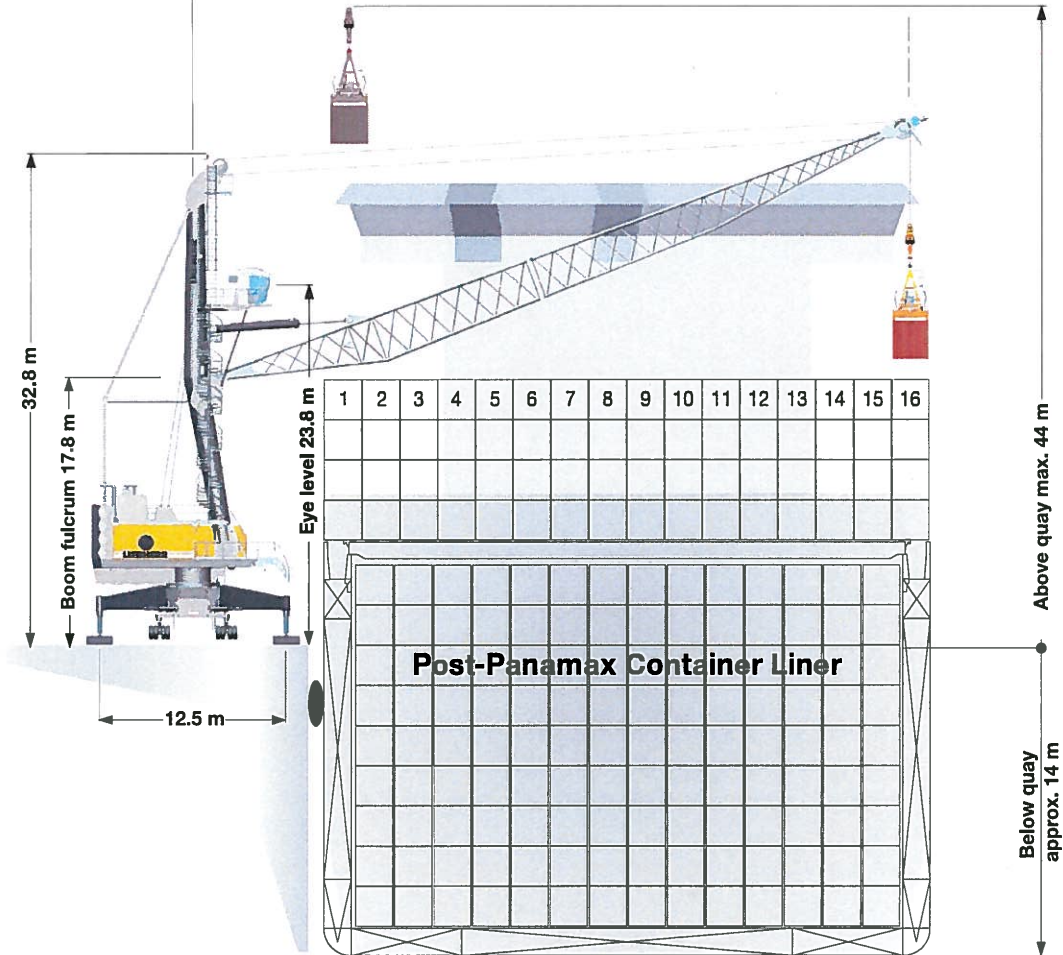 32.8 m
Boom fulcrum 17.8 m
Eye level 23.8 m
12.5 m
LIEBHERR
1 2 3 4 5 6 7 8 9 10 11 12 13 14 15 16
Post-Panamax Container Liner
Above quay max. 44 m
Below quay
approx. 14 m